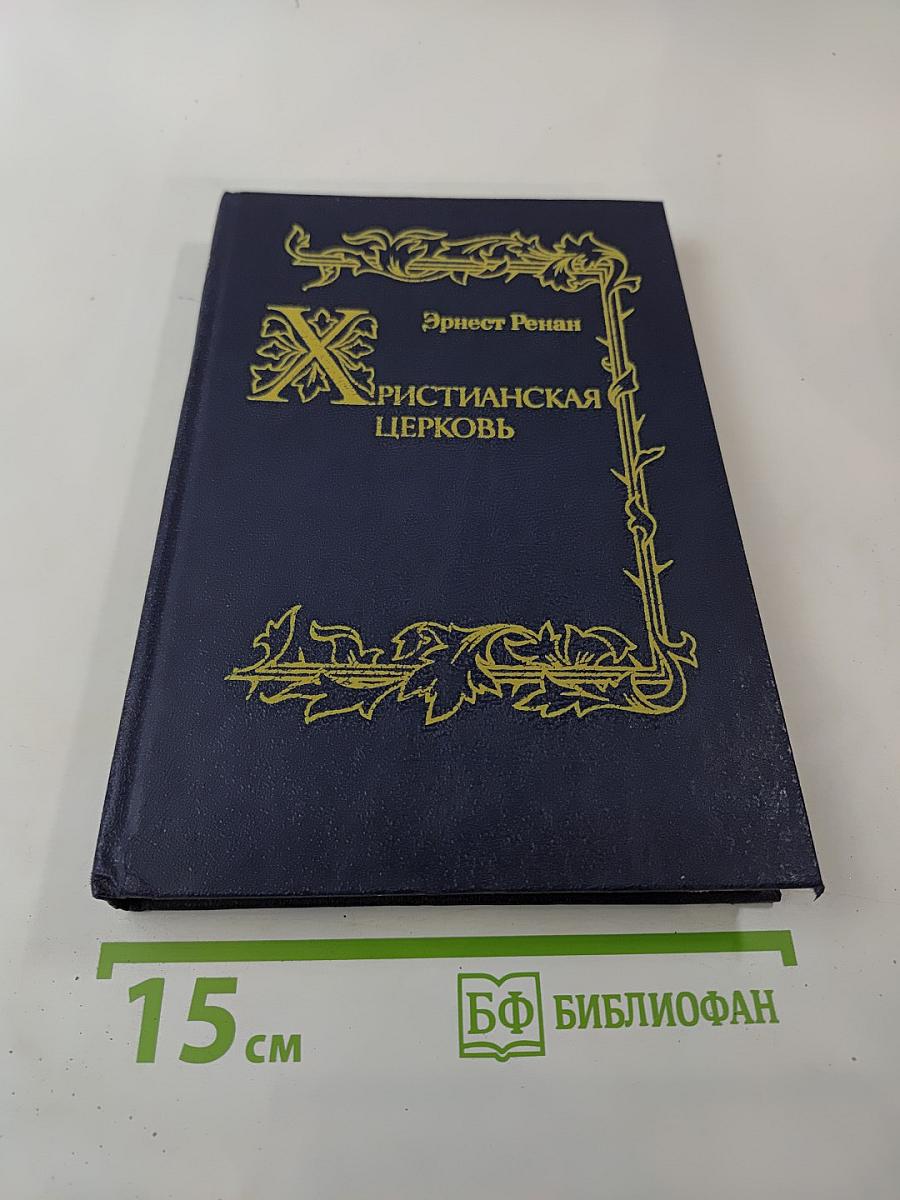 Эрнест Ренан
ХРИСТИАНСКАЯ
ЦЕРКОВЬ
15 см
БФ БИБЛИОФАН